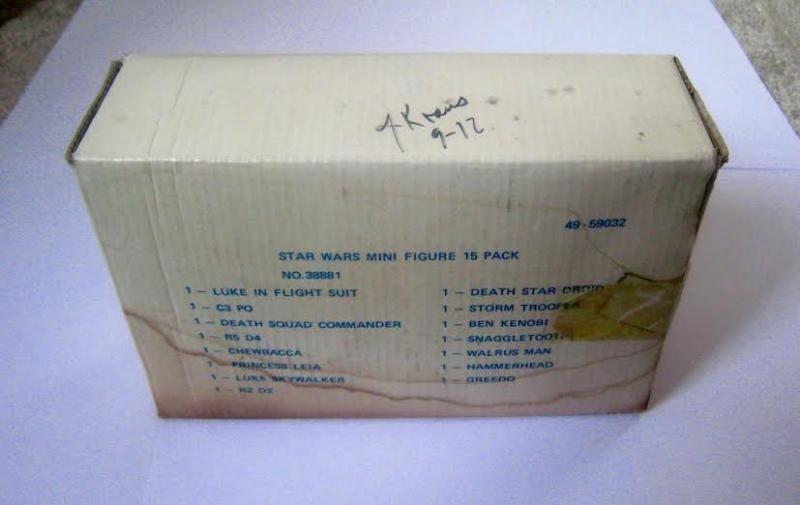 9-12
49-59032
STAR WARS MINI FIGURE 15 PACK
NO.38881
1 - LUKE IN FLIGHT SUIT
1 - C3 PO
1 - DEATH SQUAD COMMANDER
1 - R5 D4
1 - CHEWBACCA
1 - PRINCESS LEIA
1 - LUKE SKYWALKER
1 - R2 D2
1 - DEATH STAR DROID
1 - STORM TROOPER
1 - BEN KENOBI
1 - SNAGGLETOOTH
1 - WALRUS MAN
1 - HAMMERHEAD
1 - GREEDO